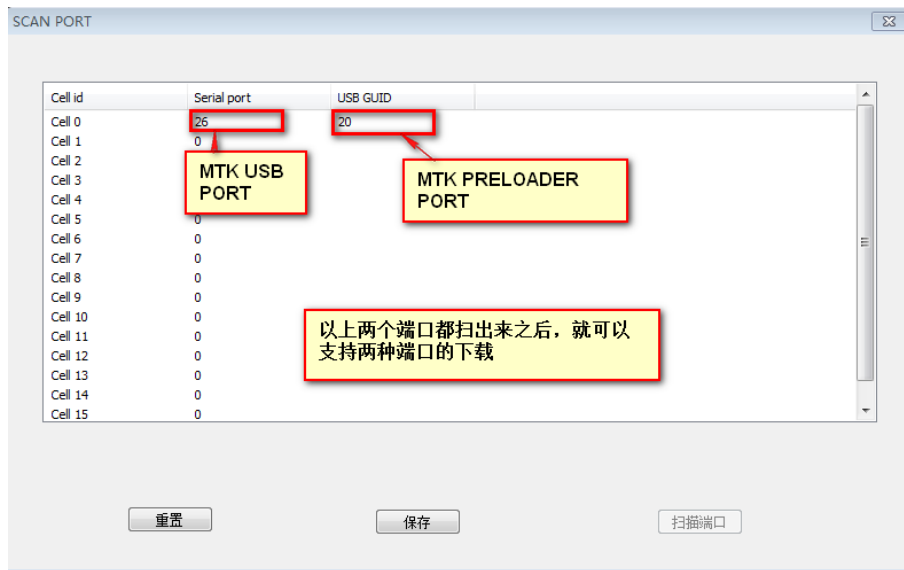 SCAN PORT
Cell id Serial port USB GUID
Cell 0 26 20
Cell 1 0
Cell 2
Cell 3
Cell 4
Cell 5 0
Cell 6 0
Cell 7 0
Cell 8 0
Cell 9 0
Cell 10 0
Cell 11 0
Cell 12 0
Cell 13 0
Cell 14 0
Cell 15 0
MTK USB
PORT
MTK PRELOADER
PORT
以上两个端口都扫出来之后，就可以
支持两种端口的下载
重置 保存 扫描端口